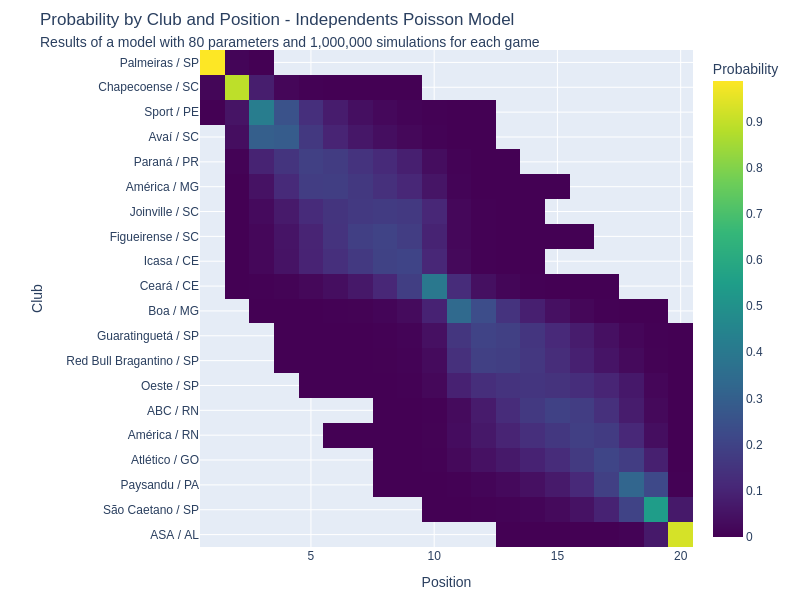 Probability by Club and Position - Independents Poisson Model
Results of a model with 80 parameters and 1,000,000 simulations for each game
Probability
Palmeiras / SP
Chapecoense / SC
Sport / PE
Avaí / SC
Paraná / PR
América / MG
Joinville / SC
Figueirense / SC
Icasa / CE
Ceará / CE
Boa / MG
Guaratinguetá / SP
Red Bull Bragantino / SP
Oeste / SP
ABC / RN
América / RN
Atlético / GO
Paysandu / PA
São Caetano / SP
ASA / AL
Club
5
10
15
20
Position
0.9
0.8
0.7
0.6
0.5
0.4
0.3
0.2
0.1
0